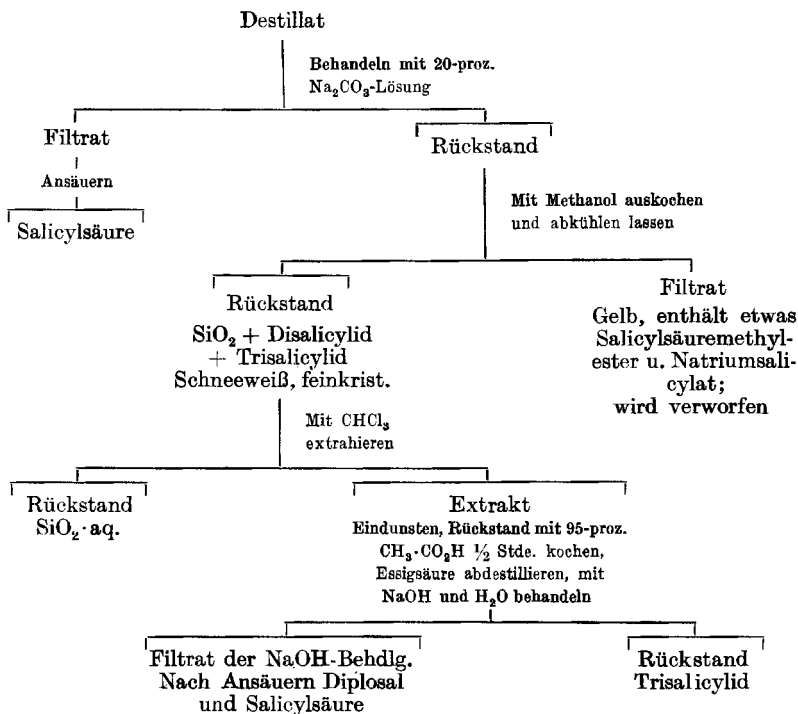 Destillat
Behandeln mit 20-proz.
Na₂CO₃-Lösung
Filtrat
Ansäuern
Salicylsäure
Rückstand
Mit Methanol auskochen
und abkühlen lassen
Rückstand
SiO₂ + Disalicylid
+ Trisalicylid
Schneeweiß, feinkrist.
Filtrat
Gelb, enthält etwas
Salicylsäuremethyl-
ester u. Natriumsali-
cylat;
wird verworfen
Mit CHCl₃
extrahieren
Rückstand
SiO₂·aq.
Extrakt
Eindunsten, Rückstand mit 95-proz.
CH₃·CO₂H ½ Stde. kochen,
Essigsäure abdestillieren, mit
NaOH und H₂O behandeln
Filtrat der NaOH-Behdlg.
Nach Ansäuern Diplosal
und Salicylsäure
Rückstand
Trisalicylid